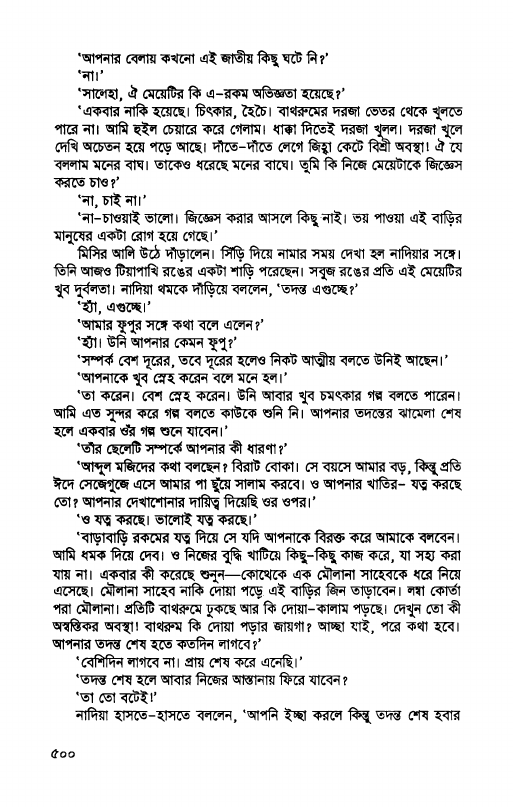 'আপনার বেলায় কখনো এই জাতীয় কিছু ঘটে নি?'
'না।'
'সালেহা, ঐ মেয়েটির কি এ-রকম অভিজ্ঞতা হয়েছে?'
'একবার নাকি হয়েছে। চিৎকার, হৈচৈ। বাথরুমের দরজা ভেতর থেকে খুলতে
পারে না। আমি হুইল চেয়ারে করে গেলাম। ধাক্কা দিতেই দরজা খুলল। দরজা খুলে
দেখি অচেতন হয়ে পড়ে আছে। দাঁতে-দাঁতে লেগে জিহ্বা কেটে বিশ্রী অবস্থা! ঐ যে
বললাম মনের বাঘ। তাকেও ধরেছে মনের বাঘে। তুমি কি নিজে মেয়েটাকে জিজ্ঞেস
করতে চাও?'
'না, চাই না।'
'না-চাওয়াই ভালো। জিজ্ঞেস করার আসলে কিছু নাই। ভয় পাওয়া এই বাড়ির
মানুষের একটা রোগ হয়ে গেছে।'
মিসির আলি উঠে দাঁড়ালেন। সিঁড়ি দিয়ে নামার সময় দেখা হল নাদিয়ার সঙ্গে।
তিনি আজও টিয়াপাখি রঙের একটা শাড়ি পরেছেন। সবুজ রঙের প্রতি এই মেয়েটির
খুব দুর্বলতা। নাদিয়া থমকে দাঁড়িয়ে বললেন, 'তদন্ত এগুচ্ছে?'
'হ্যাঁ, এগুচ্ছে।'
'আমার ফুপুর সঙ্গে কথা বলে এলেন?'
'হ্যাঁ। উনি আপনার কেমন ফুপু?'
'সম্পর্ক বেশ দূরের, তবে দূরের হলেও নিকট আত্মীয় বলতে উনিই আছেন।'
'আপনাকে খুব স্নেহ করেন বলে মনে হল।'
'তা করেন। বেশ স্নেহ করেন। উনি আবার খুব চমৎকার গল্প বলতে পারেন।
আমি এত সুন্দর করে গল্প বলতে কাউকে শুনি নি। আপনার তদন্তের ঝামেলা শেষ
হলে একবার ওঁর গল্প শুনে যাবেন।'
'তাঁর ছেলেটি সম্পর্কে আপনার কী ধারণা?'
'আব্দুল মজিদের কথা বলছেন? বিরাট বোকা। সে বয়সে আমার বড়, কিন্তু প্রতি
ঈদে সেজেগুজে এসে আমার পা ছুঁয়ে সালাম করবে। ও আপনার খাতির- যত্ন করছে
তো? আপনার দেখাশোনার দায়িত্ব দিয়েছি ওর ওপর।'
'ও যত্ন করছে। ভালোই যত্ন করছে।'
'বাড়াবাড়ি রকমের যত্ন দিয়ে সে যদি আপনাকে বিরক্ত করে আমাকে বলবেন।
আমি ধমক দিয়ে দেব। ও নিজের বুদ্ধি খাটিয়ে কিছু-কিছু কাজ করে, যা সহ্য করা
যায় না। একবার কী করেছে শুনুন—কোত্থেকে এক মৌলানা সাহেবকে ধরে নিয়ে
এসেছে। মৌলানা সাহেব নাকি দোয়া পড়ে এই বাড়ির জিন তাড়াবেন। লম্বা কোর্তা
পরা মৌলানা। প্রতিটি বাথরুমে ঢুকছে আর কি দোয়া-কালাম পড়ছে। দেখুন তো কী
অস্বস্তিকর অবস্থা! বাথরুম কি দোয়া পড়ার জায়গা? আচ্ছা যাই, পরে কথা হবে।
আপনার তদন্ত শেষ হতে কতদিন লাগবে?'
'বেশিদিন লাগবে না। প্রায় শেষ করে এনেছি।'
'তদন্ত শেষ হলে আবার নিজের আস্তানায় ফিরে যাবেন?
'তা তো বটেই!'
নাদিয়া হাসতে-হাসতে বললেন, 'আপনি ইচ্ছা করলে কিন্তু তদন্ত শেষ হবার
৫০০